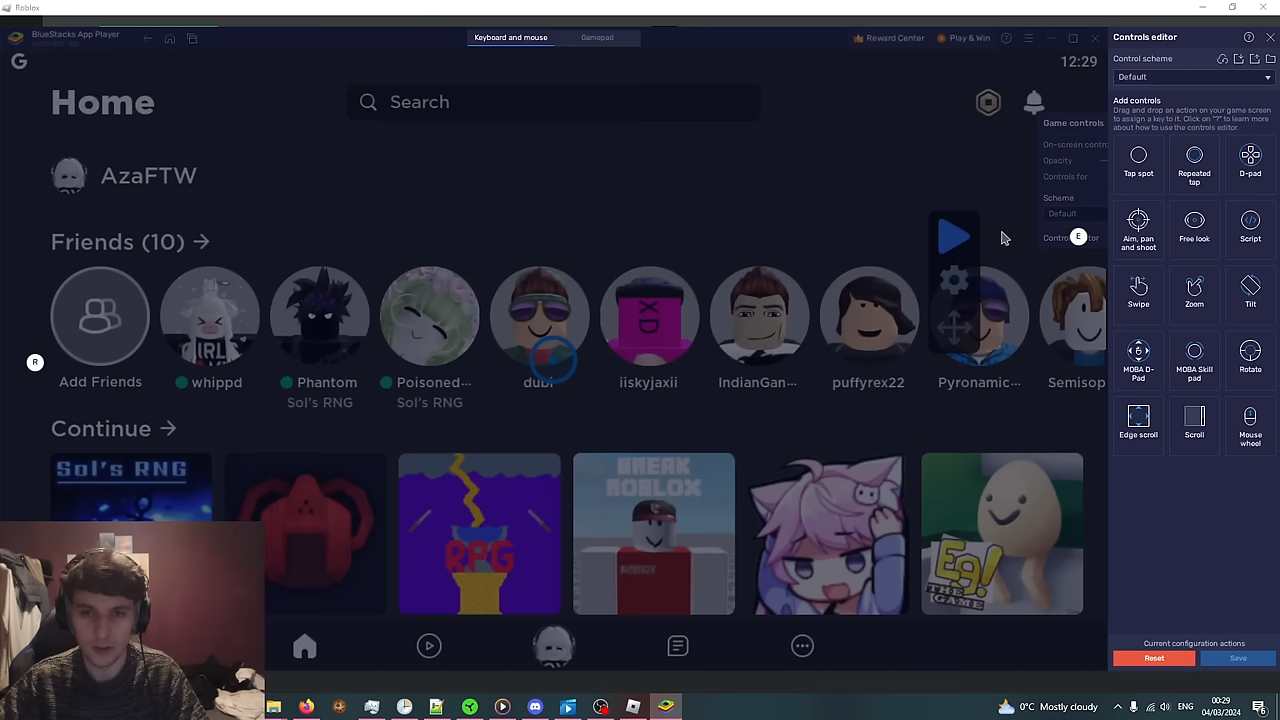 Roblox
BlueStacks App Player
Keyboard and mouse
Gamepad
Reward Center
Play & Win
Controls editor
G
12:29
Control scheme
Default
Home
Search
Add controls
Drag and drop an action on your game screen
to assign a key to it. Click on "?" to learn more
about how to use the controls editor.
Game controls
On-screen contro
Opacity
Controls for
Scheme
Default
E
Tap spot
Repeated
tap
D-pad
Aim, pan
and shoot
Free look
Script
Swipe
Zoom
Tilt
MOBA D-
Pad
MOBA Skill
pad
Rotate
Edge scroll
Scroll
Mouse
wheel
AzaFTW
Friends (10)
XD
GIRL
R
Add Friends
whippd
Phantom
Poisoned...
dubi
iiskyjaxii
IndianGan...
puffyrex22
Pyronamic...
Semisop
Sol's RNG
Sol's RNG
Continue
Sol's RNG
RPG
BREAK
ROBLOX
Eg!
THE GAME
Current configuration actions
Reset
Save
0°C Mostly cloudy
ENG
00:29
04/03/2024